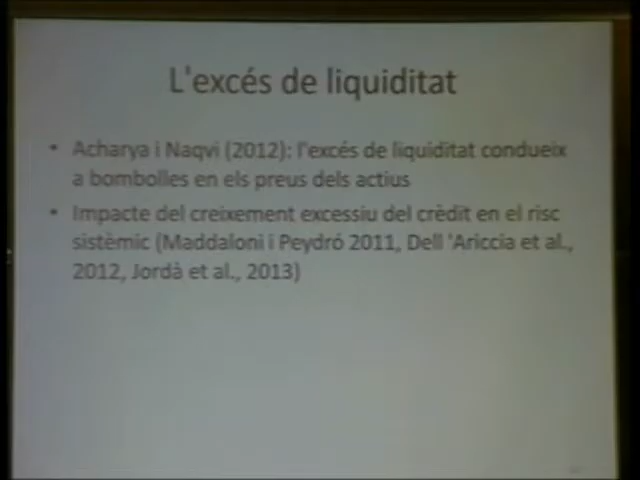 L'excés de liquiditat
• Acharya i Naqvi (2012): l'excés de liquiditat condueix
a bombolles en els preus dels actius
• Impacte del creixement excessiu del crèdit en el risc
sistèmic (Maddaloni i Peydró 2011, Dell 'Ariccia et al.,
2012, Jordà et al., 2013)